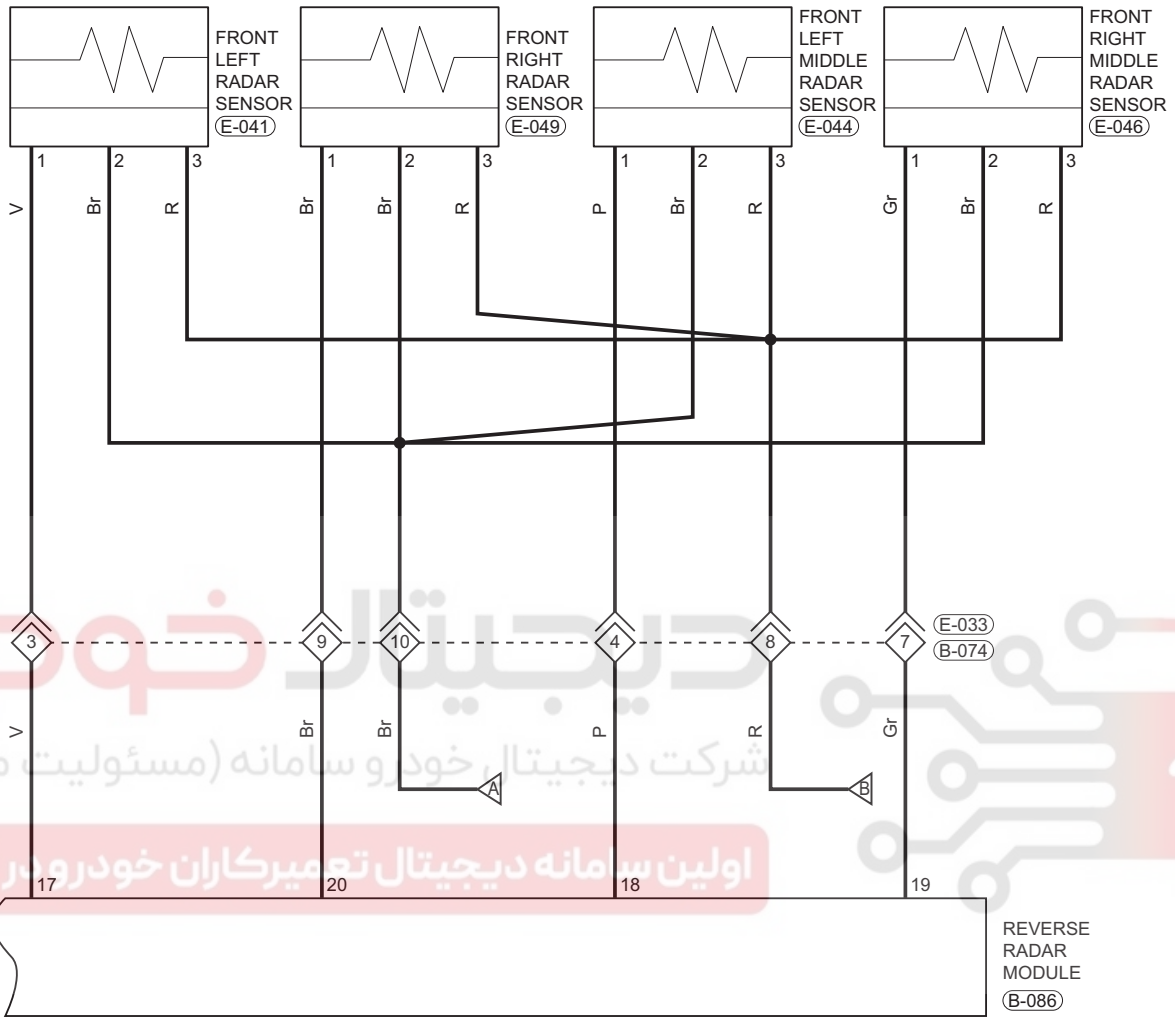 FRONT
LEFT
RADAR
SENSOR
E-041
FRONT
RIGHT
RADAR
SENSOR
E-049
FRONT
LEFT
MIDDLE
RADAR
SENSOR
E-044
FRONT
RIGHT
MIDDLE
RADAR
SENSOR
E-046
1 2 3 1 2 3 1 2 3 1 2 3
V Br R Br Br R P Br R Gr Br R
3 9 10 4 8 7
E-033
B-074
دیجیتال
V Br Br P R Gr
شرکت دیجیتال خودرو سامانه (مسئولیت
A B
اولین سامانه دیجیتال تعمیرکاران خودرو در
17 20 18 19
REVERSE
RADAR
MODULE
B-086